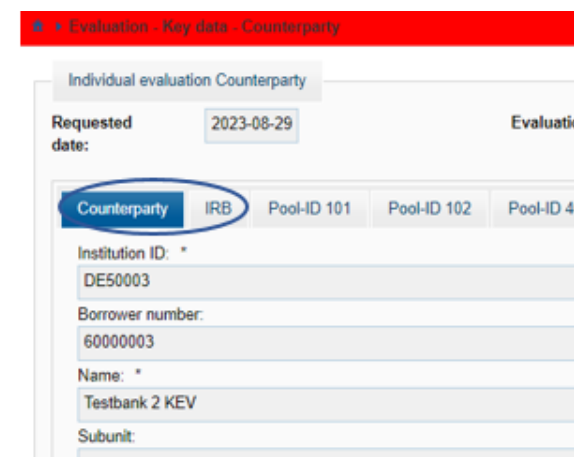 Evaluation - Key data - Counterparty
Individual evaluation Counterparty
Requested date: 2023-08-29
Counterparty IRB Pool-ID 101 Pool-ID 102 Pool-ID 4
Institution ID: *
DE50003
Borrower number:
60000003
Name: *
Testbank 2 KEV
Subunit: